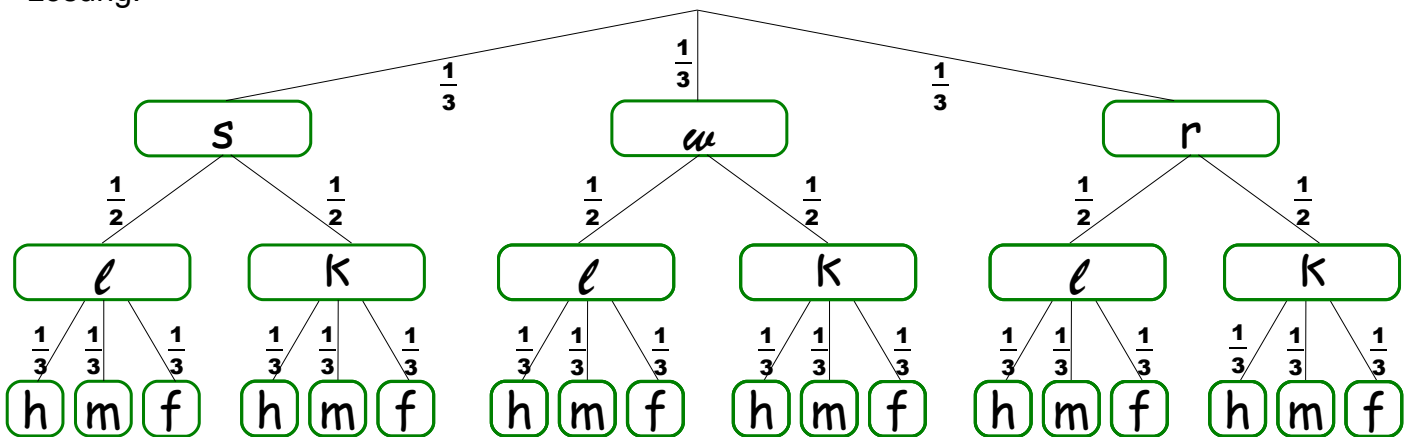 Lösung:
1/3 1/3 1/3
s w r
1/2 1/2 1/2 1/2 1/2 1/2
l k l k l k
1/3 1/3 1/3 1/3 1/3 1/3 1/3 1/3 1/3 1/3 1/3 1/3 1/3 1/3 1/3 1/3 1/3 1/3
h m f h m f h m f h m f h m f h m f